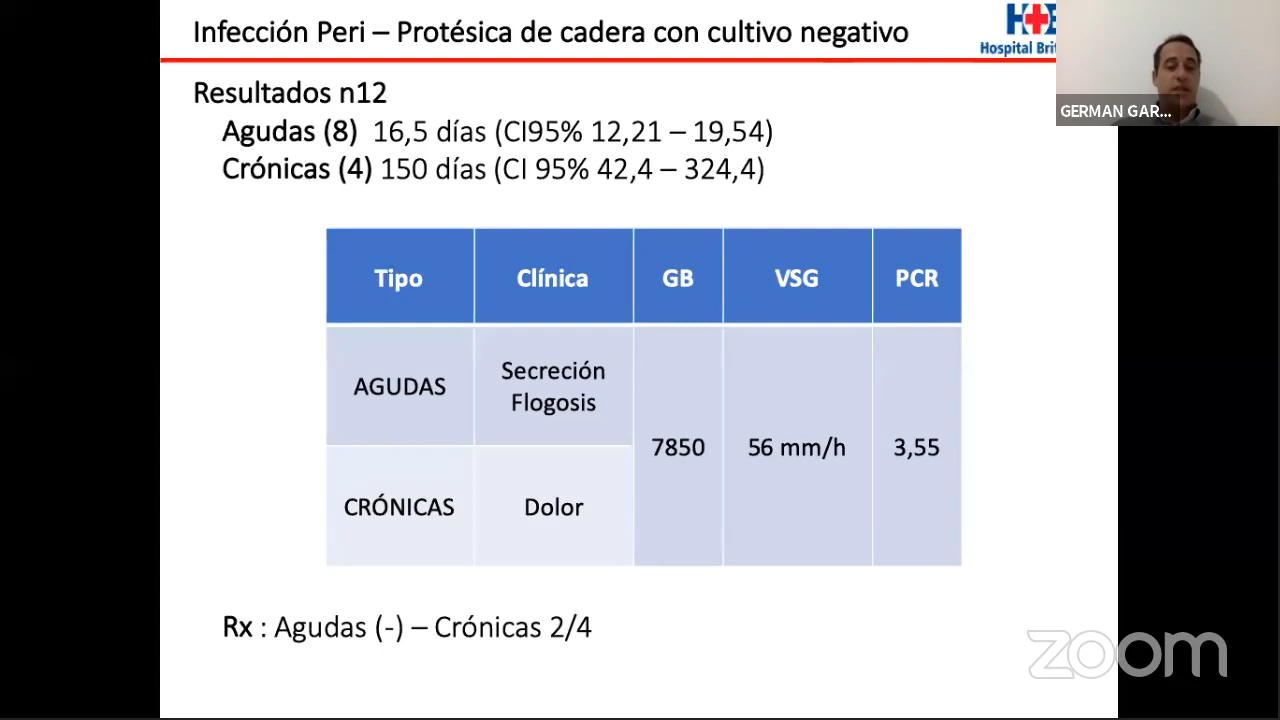 Infección Peri – Protésica de cadera con cultivo negativo
Hospital Brit
GERMAN GAR...
Resultados n12
Agudas (8) 16,5 días (CI95% 12,21 – 19,54)
Crónicas (4) 150 días (CI 95% 42,4 – 324,4)
Tipo Clínica GB VSG PCR
AGUDAS Secreción
Flogosis
7850 56 mm/h 3,55
CRÓNICAS Dolor
Rx : Agudas (-) – Crónicas 2/4
zoom